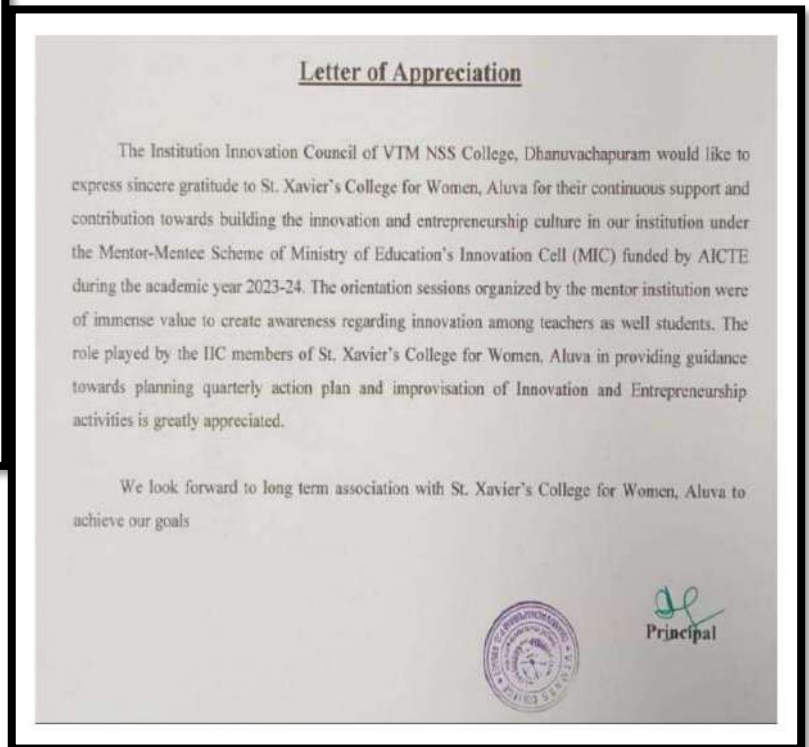 Letter of Appreciation
The Institution Innovation Council of VTM NSS College, Dhanuvachapuram would like to
express sincere gratitude to St. Xavier's College for Women, Aluva for their continuous support and
contribution towards building the innovation and entrepreneurship culture in our institution under
the Mentor-Mentee Scheme of Ministry of Education's Innovation Cell (MIC) funded by AICTE
during the academic year 2023-24. The orientation sessions organized by the mentor institution were
of immense value to create awareness regarding innovation among teachers as well students. The
role played by the IIC members of St. Xavier's College for Women, Aluva in providing guidance
towards planning quarterly action plan and improvisation of Innovation and Entrepreneurship
activities is greatly appreciated.
We look forward to long term association with St. Xavier's College for Women, Aluva to
achieve our goals
Principal